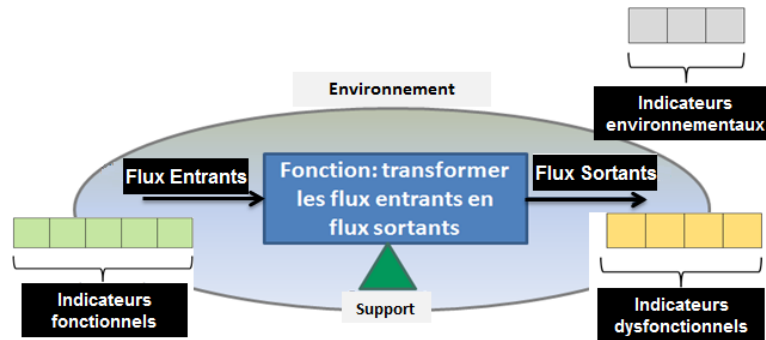 Environnement
Indicateurs
environnementaux
Flux Entrants
Fonction: transformer
les flux entrants en
flux sortants
Flux Sortants
Indicateurs
fonctionnels
Support
Indicateurs
dysfonctionnels